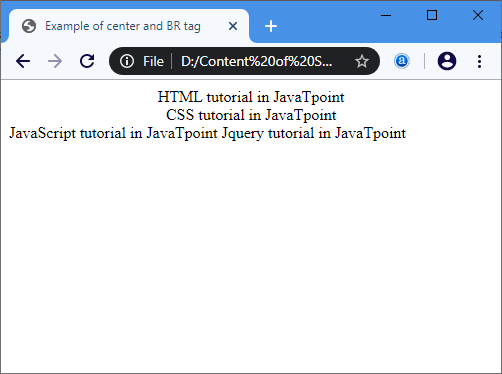 Example of center and BR tag
File | D:/Content%20of%20S...
HTML tutorial in JavaTpoint
CSS tutorial in JavaTpoint
JavaScript tutorial in JavaTpoint Jquery tutorial in JavaTpoint